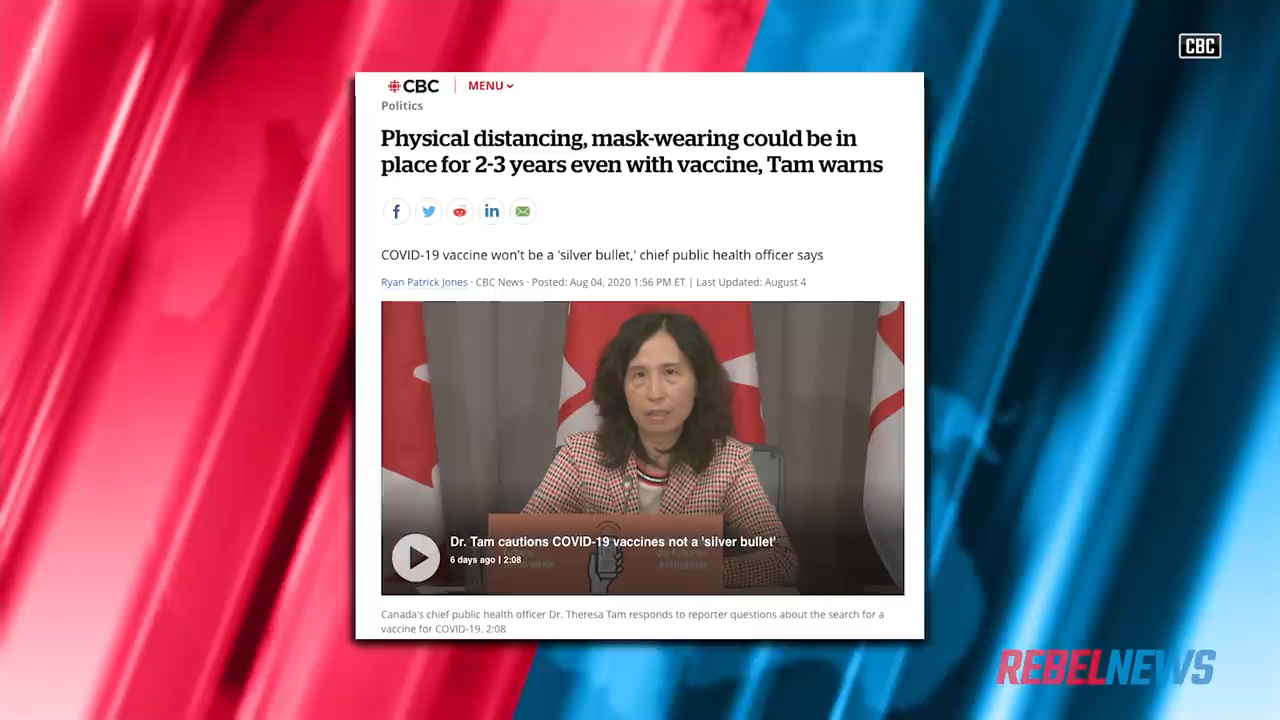 CBC
CBC MENU
Politics
Physical distancing, mask-wearing could be in
place for 2-3 years even with vaccine, Tam warns
COVID-19 vaccine won't be a 'silver bullet,' chief public health officer says
Ryan Patrick Jones · CBC News · Posted: Aug 04, 2020 1:56 PM ET | Last Updated: August 4
Dr. Tam cautions COVID-19 vaccines not a 'silver bullet'
6 days ago | 2:08
Canada's chief public health officer Dr. Theresa Tam responds to reporter questions about the search for a
vaccine for COVID-19. 2:08
REBELNEWS